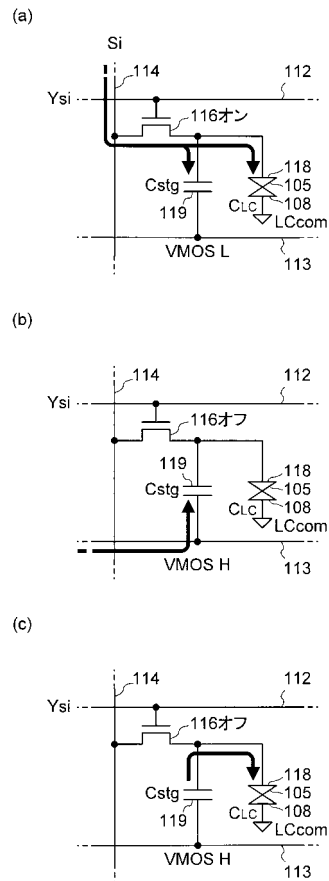 (a)
Si
114
Ysi
112
116オン
118
105
108
Cstg
119
CLC
LCcom
VMOS L
113
(b)
114
Ysi
112
116オフ
119
118
105
108
Cstg
CLC
LCcom
VMOS H
113
(c)
114
Ysi
112
116オフ
118
105
108
Cstg
119
CLC
LCcom
VMOS H
113